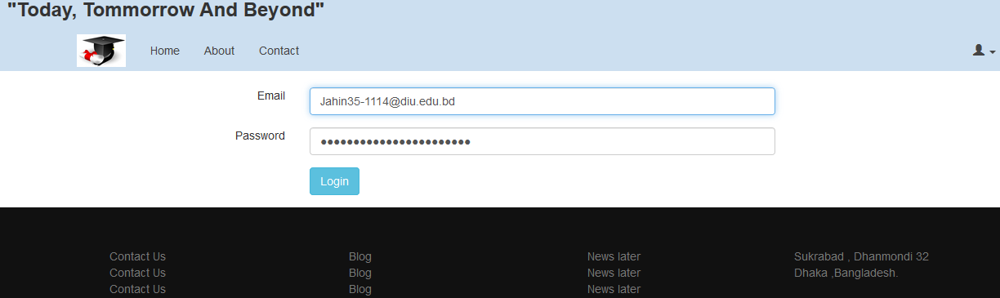 "Today, Tommorrow And Beyond"
Home About Contact
Email Jahin35-1114@diu.edu.bd
Password •••••••••••••••••••••••
Login
Contact Us Blog News later Sukrabad , Dhanmondi 32
Contact Us Blog News later Dhaka ,Bangladesh.
Contact Us Blog News later